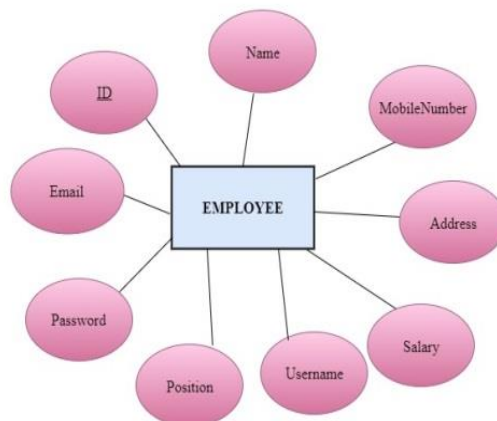 Name
ID
MobileNumber
Email
EMPLOYEE
Address
Password
Salary
Position
Username